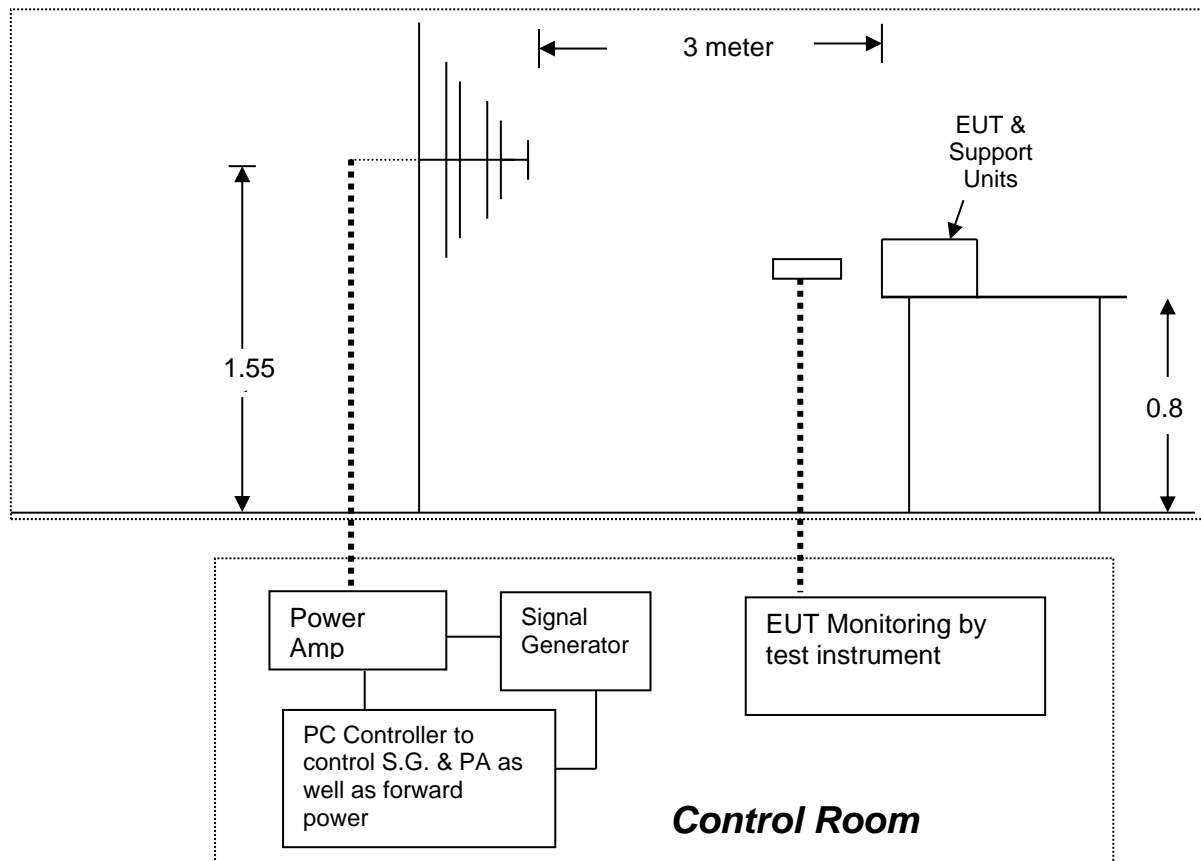 3 meter
EUT &
Support
Units
1.55
0.8
Power
Amp
Signal
Generator
EUT Monitoring by
test instrument
PC Controller to
control S.G. & PA as
well as forward
power
Control Room